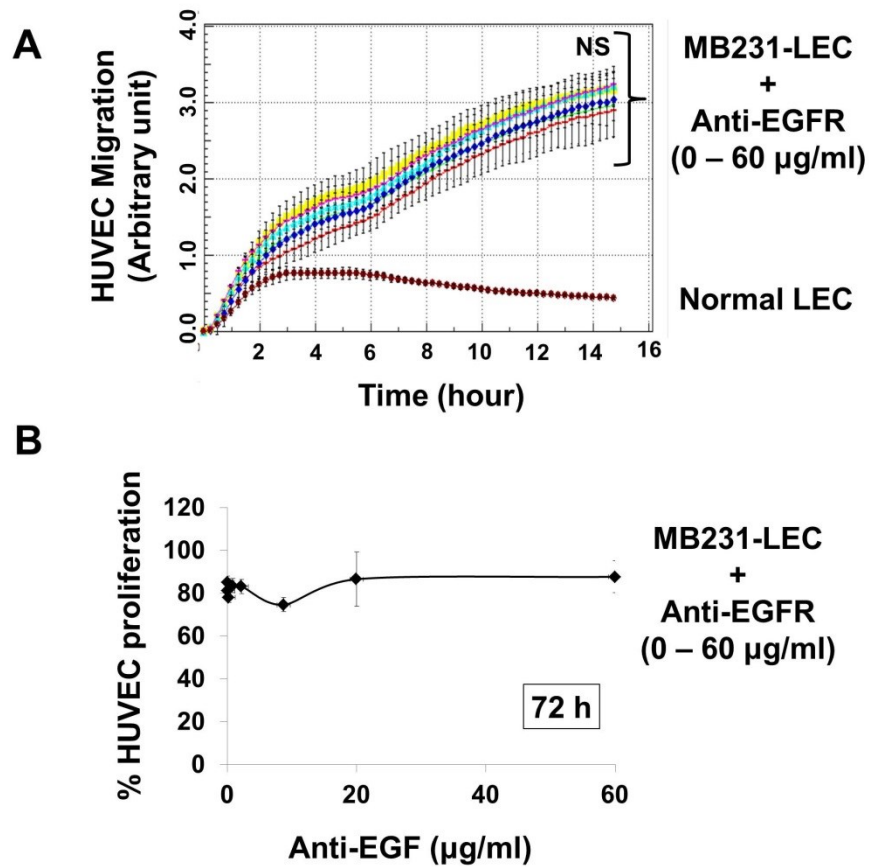 A
HUVEC Migration
(Arbitrary unit)
4.0
3.0
2.0
1.0
0.0
NS
MB231-LEC
+
Anti-EGFR
(0 – 60 µg/ml)
Normal LEC
2 4 6 8 10 12 14 16
Time (hour)
B
% HUVEC proliferation
120
100
80
60
40
20
0
72 h
MB231-LEC
+
Anti-EGFR
(0 – 60 µg/ml)
0 20 40 60
Anti-EGF (µg/ml)